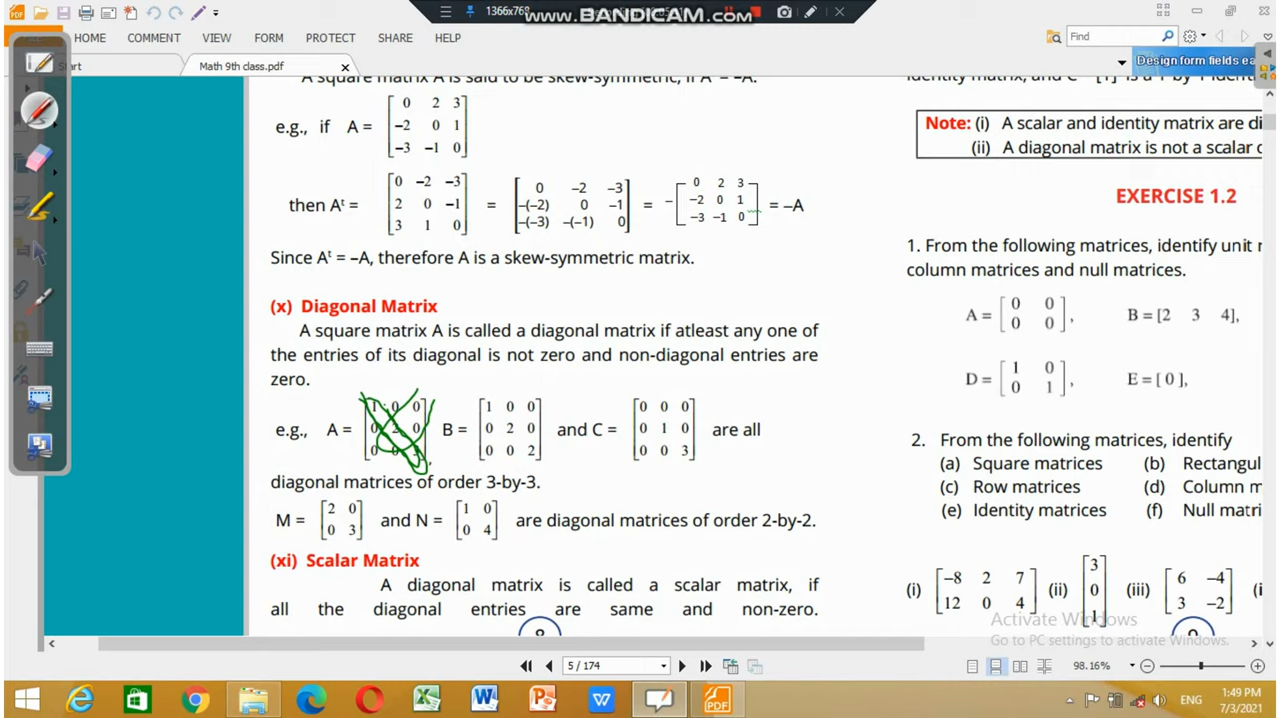 1366x768
www.BANDICAM.com
HOME COMMENT VIEW FORM PROTECT SHARE HELP
Find
Start
Math 9th class.pdf
Design form fields ea
A square matrix A is said to be skew-symmetric, if Aᵗ = –A.
e.g., if A =
0 2 3
–2 0 1
–3 –1 0
then Aᵗ
0 –2 –3
2 0 –1
3 1 0
=
0 –2 –3
–(–2) 0 –1
–(–3) –(–1) 0
= –
0 2 3
–2 0 1
–3 –1 0
= –A
Since Aᵗ = –A, therefore A is a skew-symmetric matrix.
(x) Diagonal Matrix
A square matrix A is called a diagonal matrix if atleast any one of
the entries of its diagonal is not zero and non-diagonal entries are
zero.
e.g., A =
1 0 0
0 2 0
0 0
B =
1 0 0
0 2 0
0 0 2
and C =
0 0 0
0 1 0
0 0 3
are all
diagonal matrices of order 3-by-3.
M =
2 0
0 3
and N =
1 0
0 4
are diagonal matrices of order 2-by-2.
(xi) Scalar Matrix
A diagonal matrix is called a scalar matrix, if
all the diagonal entries are same and non-zero.
Note: (i) A scalar and identity matrix are di
(ii) A diagonal matrix is not a scalar
EXERCISE 1.2
1. From the following matrices, identify unit
column matrices and null matrices.
A =
0 0
0 0
,
B = [2 3 4],
D =
1 0
0 1
,
E = [ 0 ],
2. From the following matrices, identify
(a) Square matrices (b) Rectangul
(c) Row matrices (d) Column m
(e) Identity matrices (f) Null matri
(i)
–8 2 7
12 0 4
(ii)
3
0
1
(iii)
6 –4
3 –2
Activate Windows
Go to PC settings to activate Windows.
5 / 174
98.16%
ENG
1:49 PM
7/3/2021